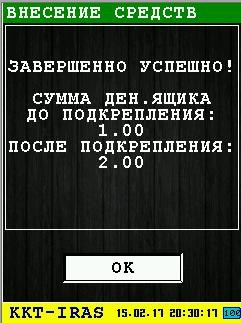 ВНЕСЕНИЕ СРЕДСТВ
ЗАВЕРШЕННО УСПЕШНО!
СУММА ДЕН.ЯЩИКА
ДО ПОДКРЕПЛЕНИЯ:
1.00
ПОСЛЕ ПОДКРЕПЛЕНИЯ:
2.00
OK
KKT-IRAS 15.02.17 20:30:17 100